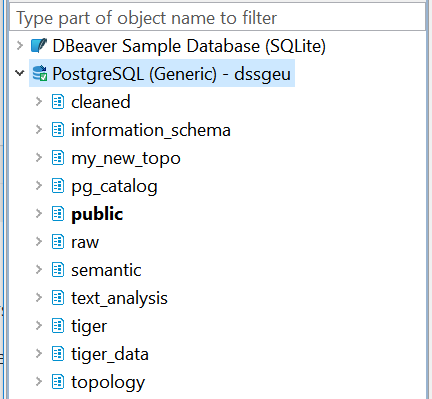 Type part of object name to filter
DBeaver Sample Database (SQLite)
PostgreSQL (Generic) - dssgeu
cleaned
information_schema
my_new_topo
pg_catalog
public
raw
semantic
text_analysis
tiger
tiger_data
topology